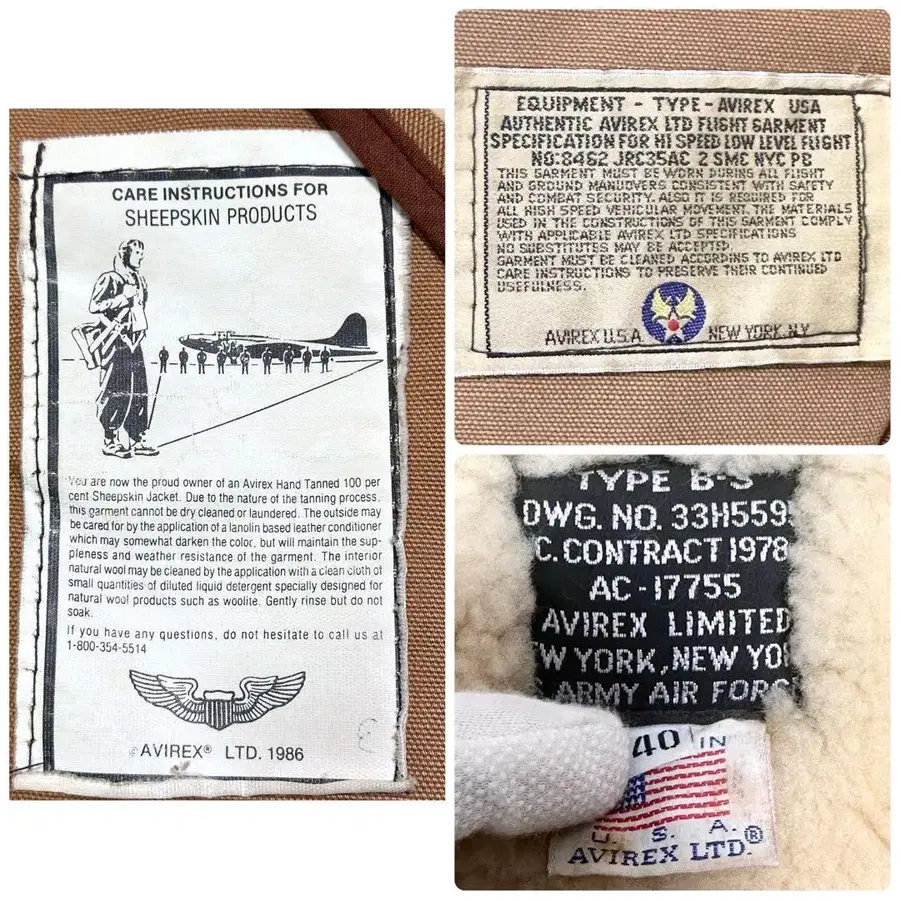 CARE INSTRUCTIONS FOR
SHEEPSKIN PRODUCTS
You are now the proud owner of an Avirex Hand Tanned 100 per
cent Sheepskin Jacket. Due to the nature of the tanning process,
this garment cannot be dry cleaned or laundered. The outside may
be cared for by the application of a lanolin based leather conditioner
which may somewhat darken the color, but will maintain the sup-
pleness and weather resistance of the garment. The interior
natural wool may be cleaned by the application with a clean cloth of
small quantities of diluted liquid detergent specially designed for
natural wool products such as woolite. Gently rinse but do not
soak.
If you have any questions, do not hesitate to call us at
1-800-354-5514
©AVIREX® LTD. 1986
EQUIPMENT - TYPE - AVIREX USA
AUTHENTIC AVIREX LTD FLIGHT GARMENT
SPECIFICATION FOR HI SPEED LOW LEVEL FLIGHT
NO:8462 JRC35AC 2 SMC NYC PB
THIS GARMENT MUST BE WORK DURING ALL FLIGHT
AND GROUND MANUOVERS CONSISTENT WITH SAFETY
AND COMBAT SECURITY. ALSO IT IS REQUIRED FOR
ALL HIGH SPEED VEHICULAR MOVEMENT. THE MATERIALS
USED IN THE CONSTRUCTIONS OF THIS GARMENT COMPLY
WITH APPLICABLE AVIREX LTD SPECIFICATIONS
NO SUBSTITUTES MAY BE ACCEPTED.
GARMENT MUST BE CLEANED ACCORDING TO AVIREX LTD
CARE INSTRUCTIONS TO PRESERVE THEIR CONTINUED
USEFULNESS.
AVIREX U.S.A. NEW YORK. N.Y.
TYPE B-3
DWG. NO. 33H559
C. CONTRACT 1978
AC-17755
AVIREX LIMITED
W YORK, NEW YO
ARMY AIR FORC
40 IN
U. S. A.
AVIREX LTD.®